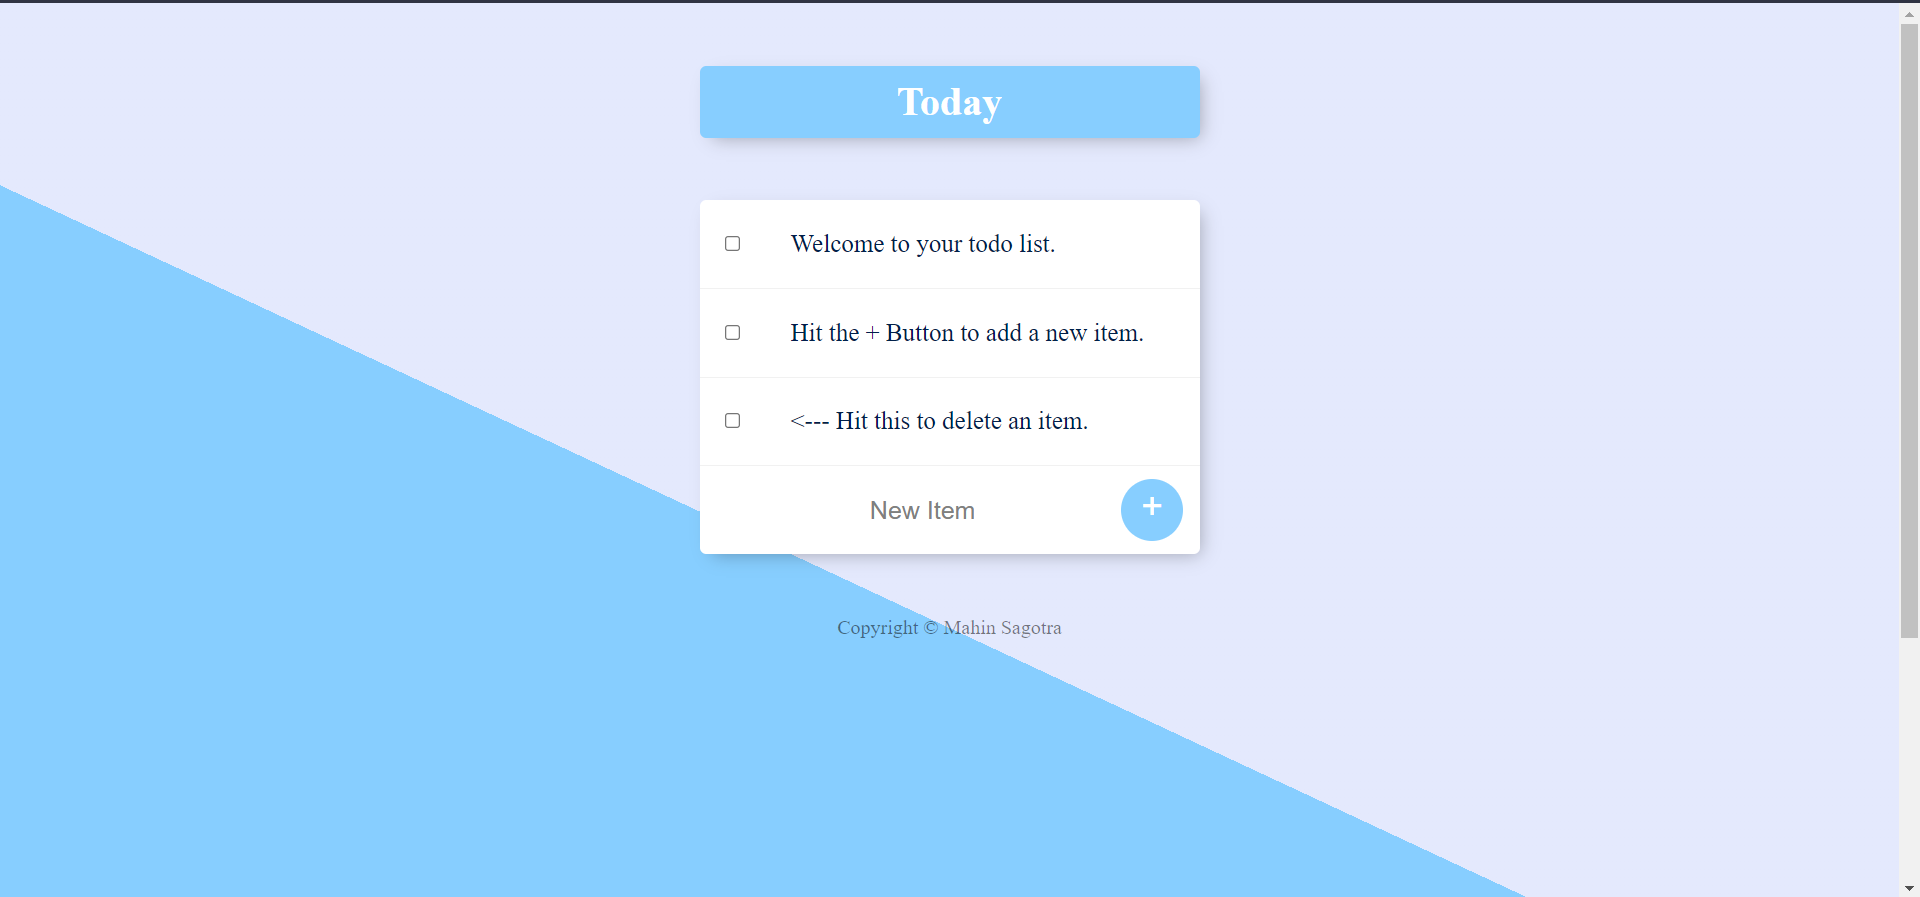 Today
Welcome to your todo list.
Hit the + Button to add a new item.
<--- Hit this to delete an item.
New Item
+
Copyright © Mahin Sagotra